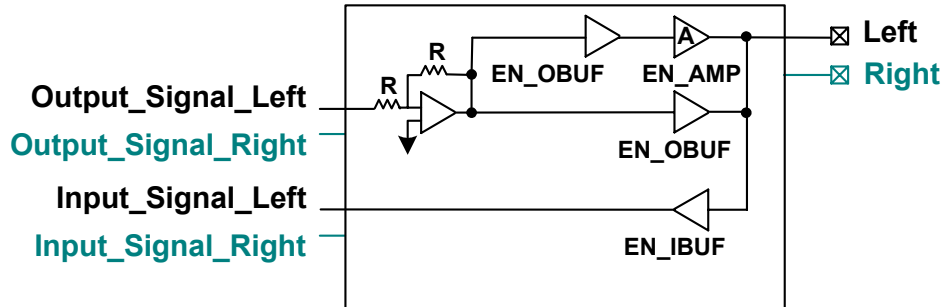 Left
R
A
EN_OBUF
EN_AMP
Right
R
Output_Signal_Left
Output_Signal_Right
EN_OBUF
Input_Signal_Left
Input_Signal_Right
EN_IBUF